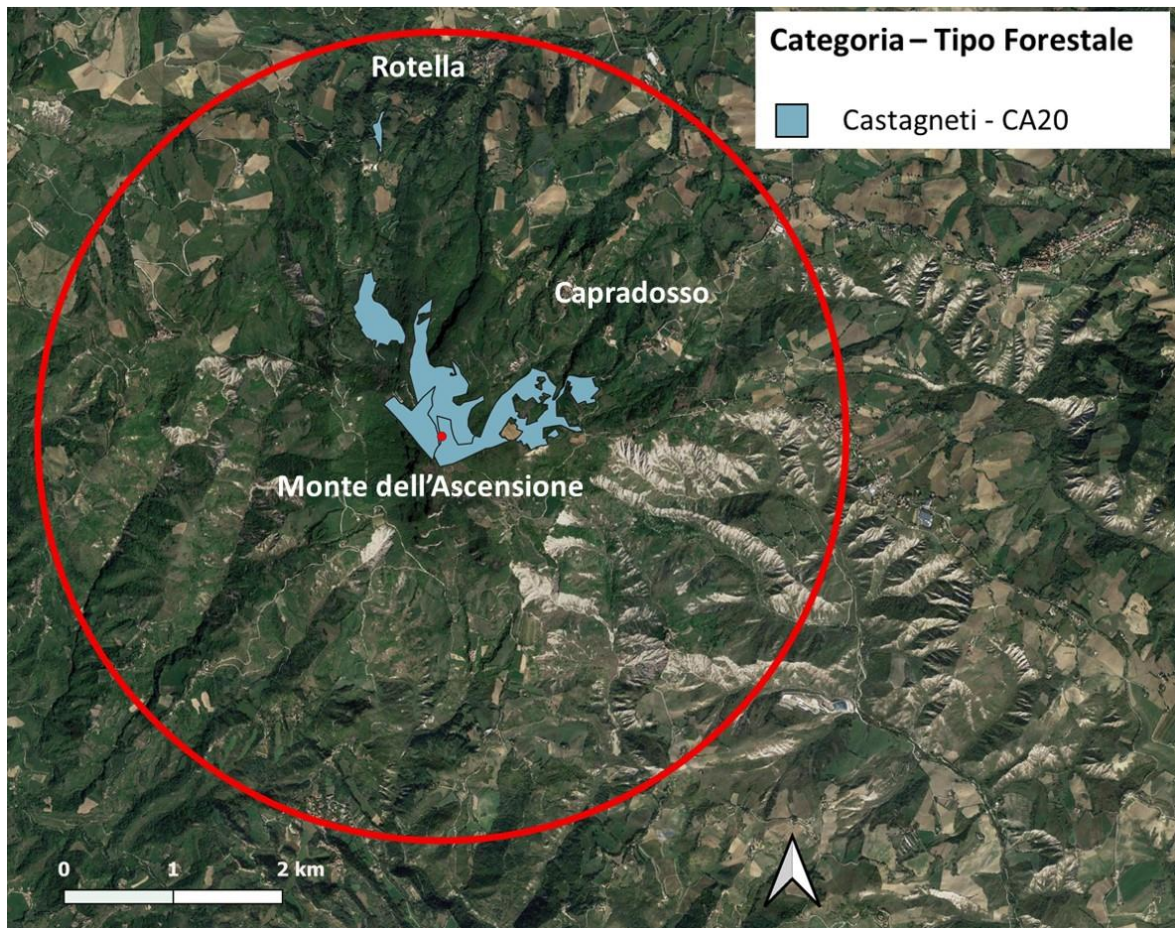 Categoria – Tipo Forestale
Castagneti - CA20
Rotella
Capradosso
Monte dell'Ascensione
0 1 2 km